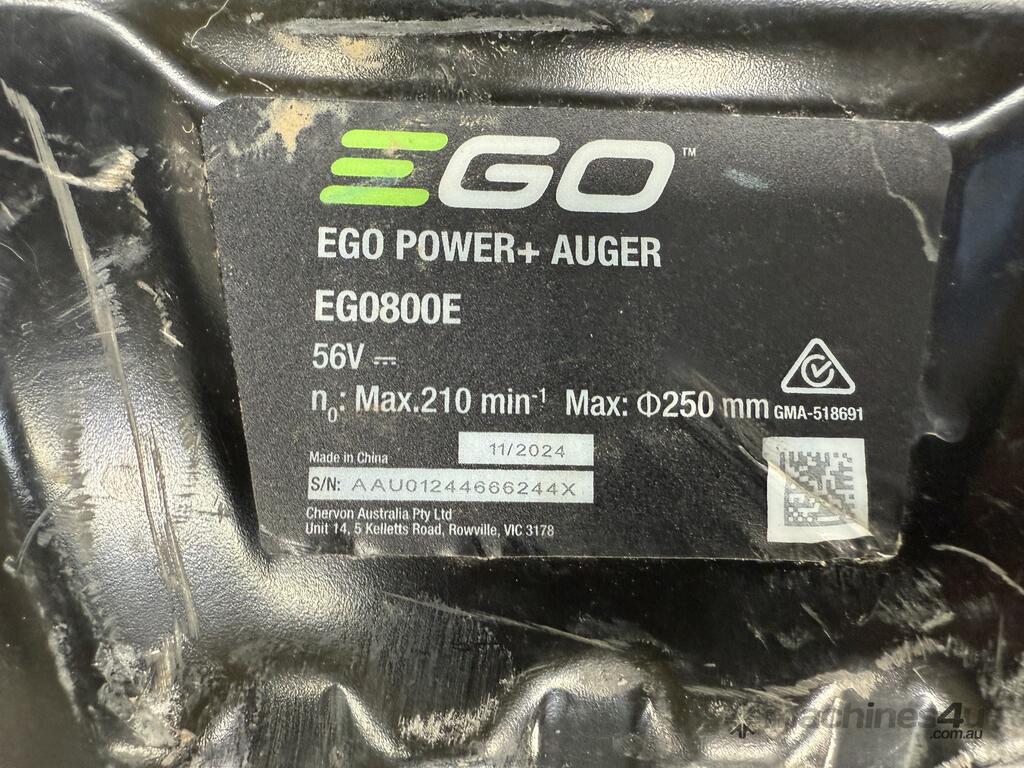 EGO™
EGO POWER+ AUGER
EG0800E
56V ⎓
n₀: Max.210 min⁻¹ Max: Φ250 mm
GMA-518691
11/2024
Made in China
S/N: AAU01244666244X
Chervon Australia Pty Ltd
Unit 14, 5 Kelletts Road, Rowville, VIC 3178
machines4u
.com.au